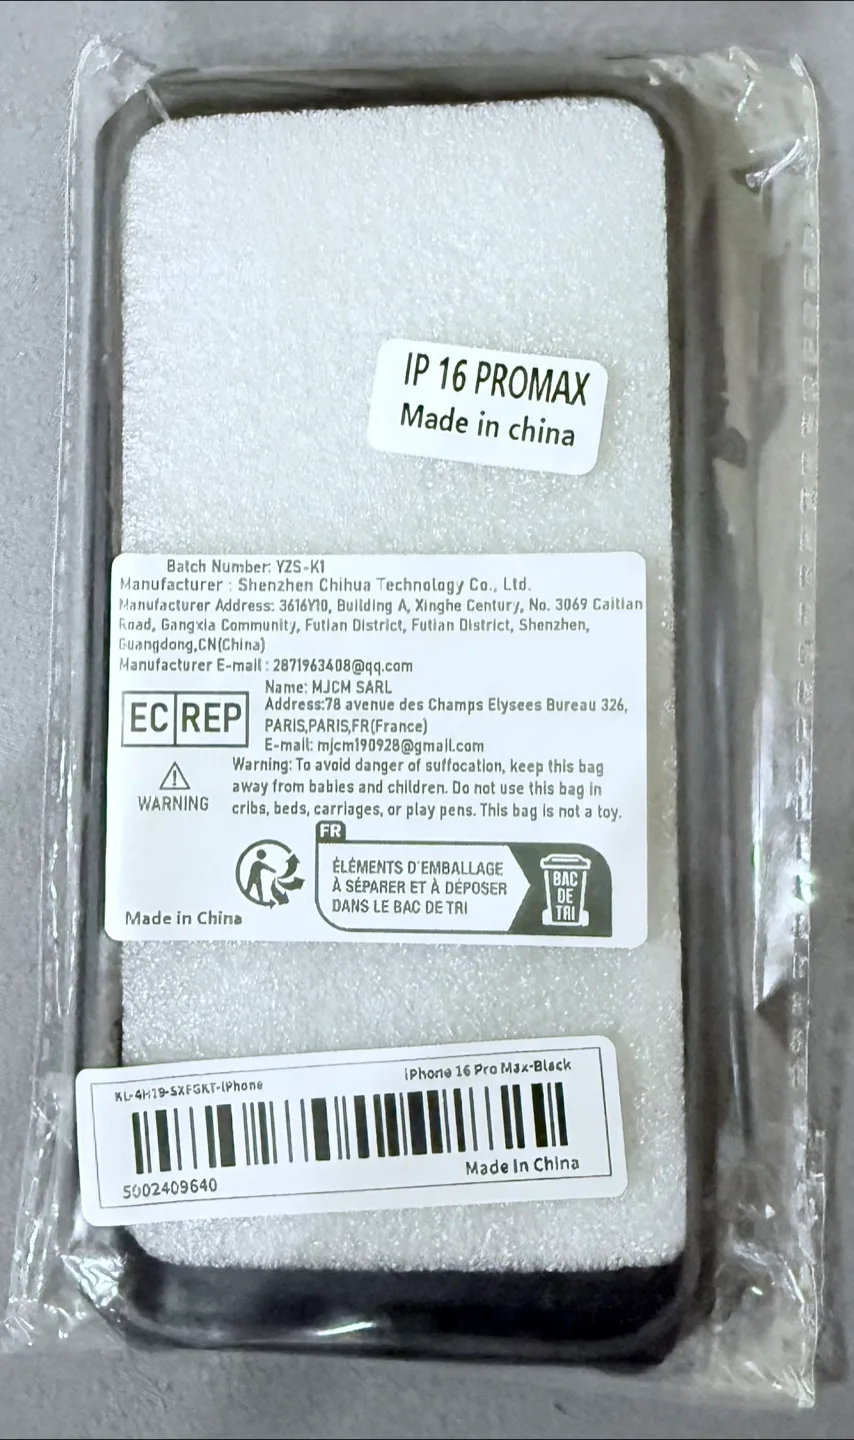 IP 16 PROMAX
Made in china
Batch Number: YZS-K1
Manufacturer : Shenzhen Chihua Technology Co., Ltd.
Manufacturer Address: 3616Y10, Building A, Xinghe Century, No. 3069 Caitian
Road, Gangxia Community, Futian District, Futian District, Shenzhen,
Guangdong,CN(China)
Manufacturer E-mail : 2871963408@qq.com
EC REP
Name: MJCM SARL
Address:78 avenue des Champs Elysees Bureau 326,
PARIS,PARIS,FR(France)
E-mail: mjcm190928@gmail.com
WARNING
Warning: To avoid danger of suffocation, keep this bag
away from babies and children. Do not use this bag in
cribs, beds, carriages, or play pens. This bag is not a toy.
FR
ÉLÉMENTS D'EMBALLAGE
À SÉPARER ET À DÉPOSER
DANS LE BAC DE TRI
BAC
DE
TRI
Made in China
KL-4H19-SXFGKT-iPhone
iPhone 16 Pro Max-Black
5002409640
Made In China